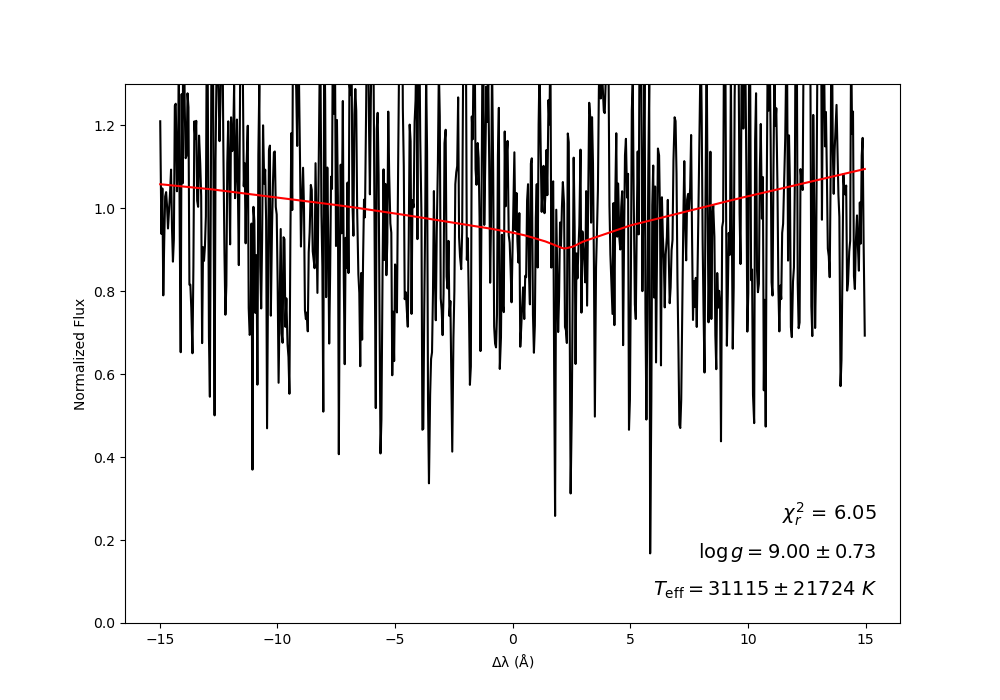 1.2
1.0
0.8
0.6
0.4
0.2
0.0
Normalized Flux
χ²ᵣ = 6.05
log g = 9.00 ± 0.73
T_eff = 31115 ± 21724 K
−15 −10 −5 0 5 10 15
Δλ (Å)